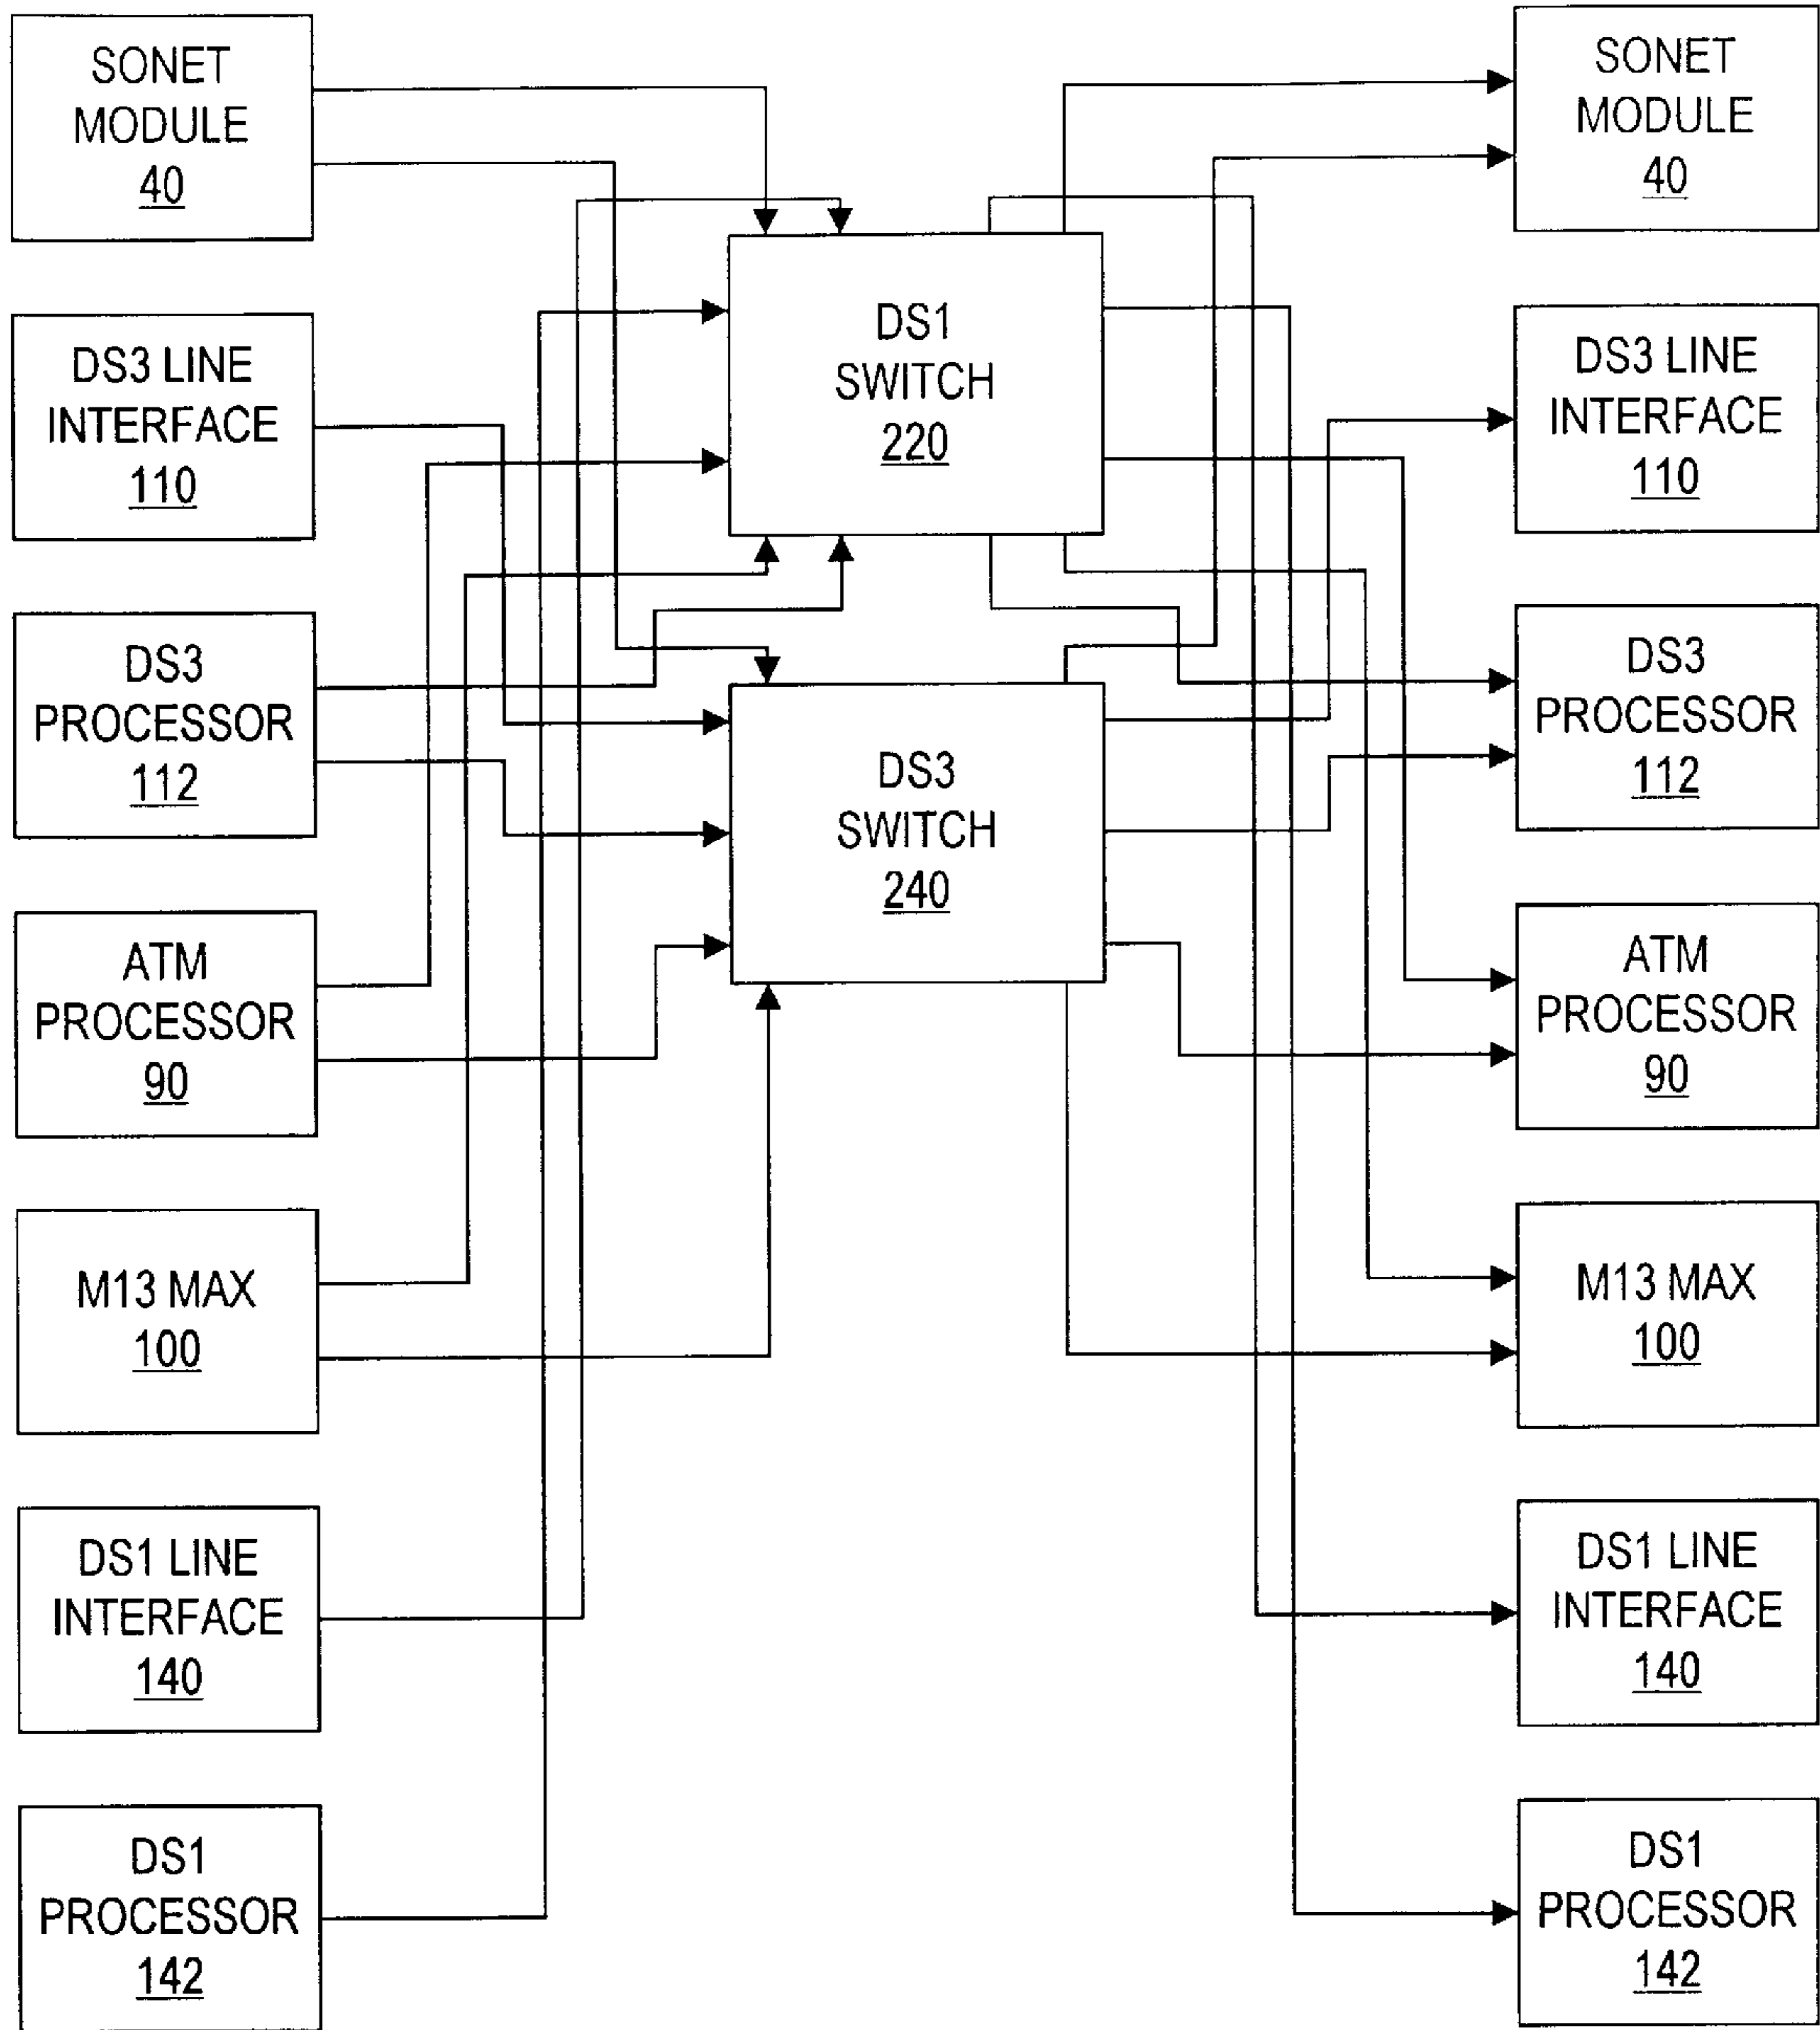 SONET
MODULE
40
DS3 LINE
INTERFACE
110
DS3
PROCESSOR
112
ATM
PROCESSOR
90
M13 MAX
100
DS1 LINE
INTERFACE
140
DS1
PROCESSOR
142
DS1
SWITCH
220
DS3
SWITCH
240
SONET
MODULE
40
DS3 LINE
INTERFACE
110
DS3
PROCESSOR
112
ATM
PROCESSOR
90
M13 MAX
100
DS1 LINE
INTERFACE
140
DS1
PROCESSOR
142